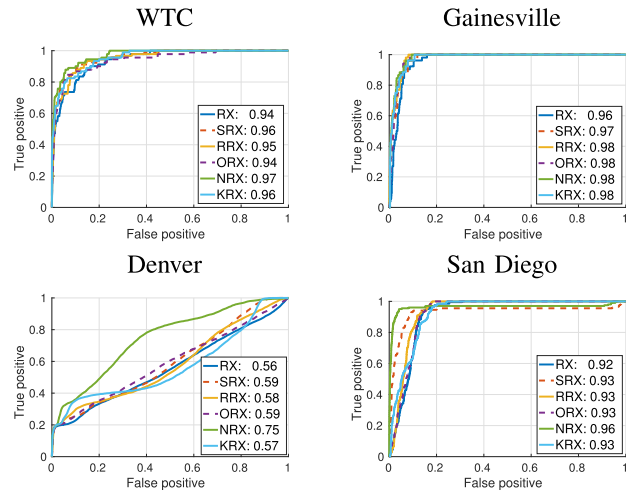 WTC
True positive
1
0.8
0.6
0.4
0.2
0
0
0.2
0.4
0.6
0.8
1
False positive
RX: 0.94
SRX: 0.96
RRX: 0.95
ORX: 0.94
NRX: 0.97
KRX: 0.96
Gainesville
True positive
1
0.8
0.6
0.4
0.2
0
0
0.2
0.4
0.6
0.8
1
False positive
RX: 0.96
SRX: 0.97
RRX: 0.98
ORX: 0.98
NRX: 0.98
KRX: 0.98
Denver
True positive
1
0.8
0.6
0.4
0.2
0
0
0.2
0.4
0.6
0.8
1
False positive
RX: 0.56
SRX: 0.59
RRX: 0.58
ORX: 0.59
NRX: 0.75
KRX: 0.57
San Diego
True positive
1
0.8
0.6
0.4
0.2
0
0
0.2
0.4
0.6
0.8
1
False positive
RX: 0.92
SRX: 0.93
RRX: 0.93
ORX: 0.93
NRX: 0.96
KRX: 0.93